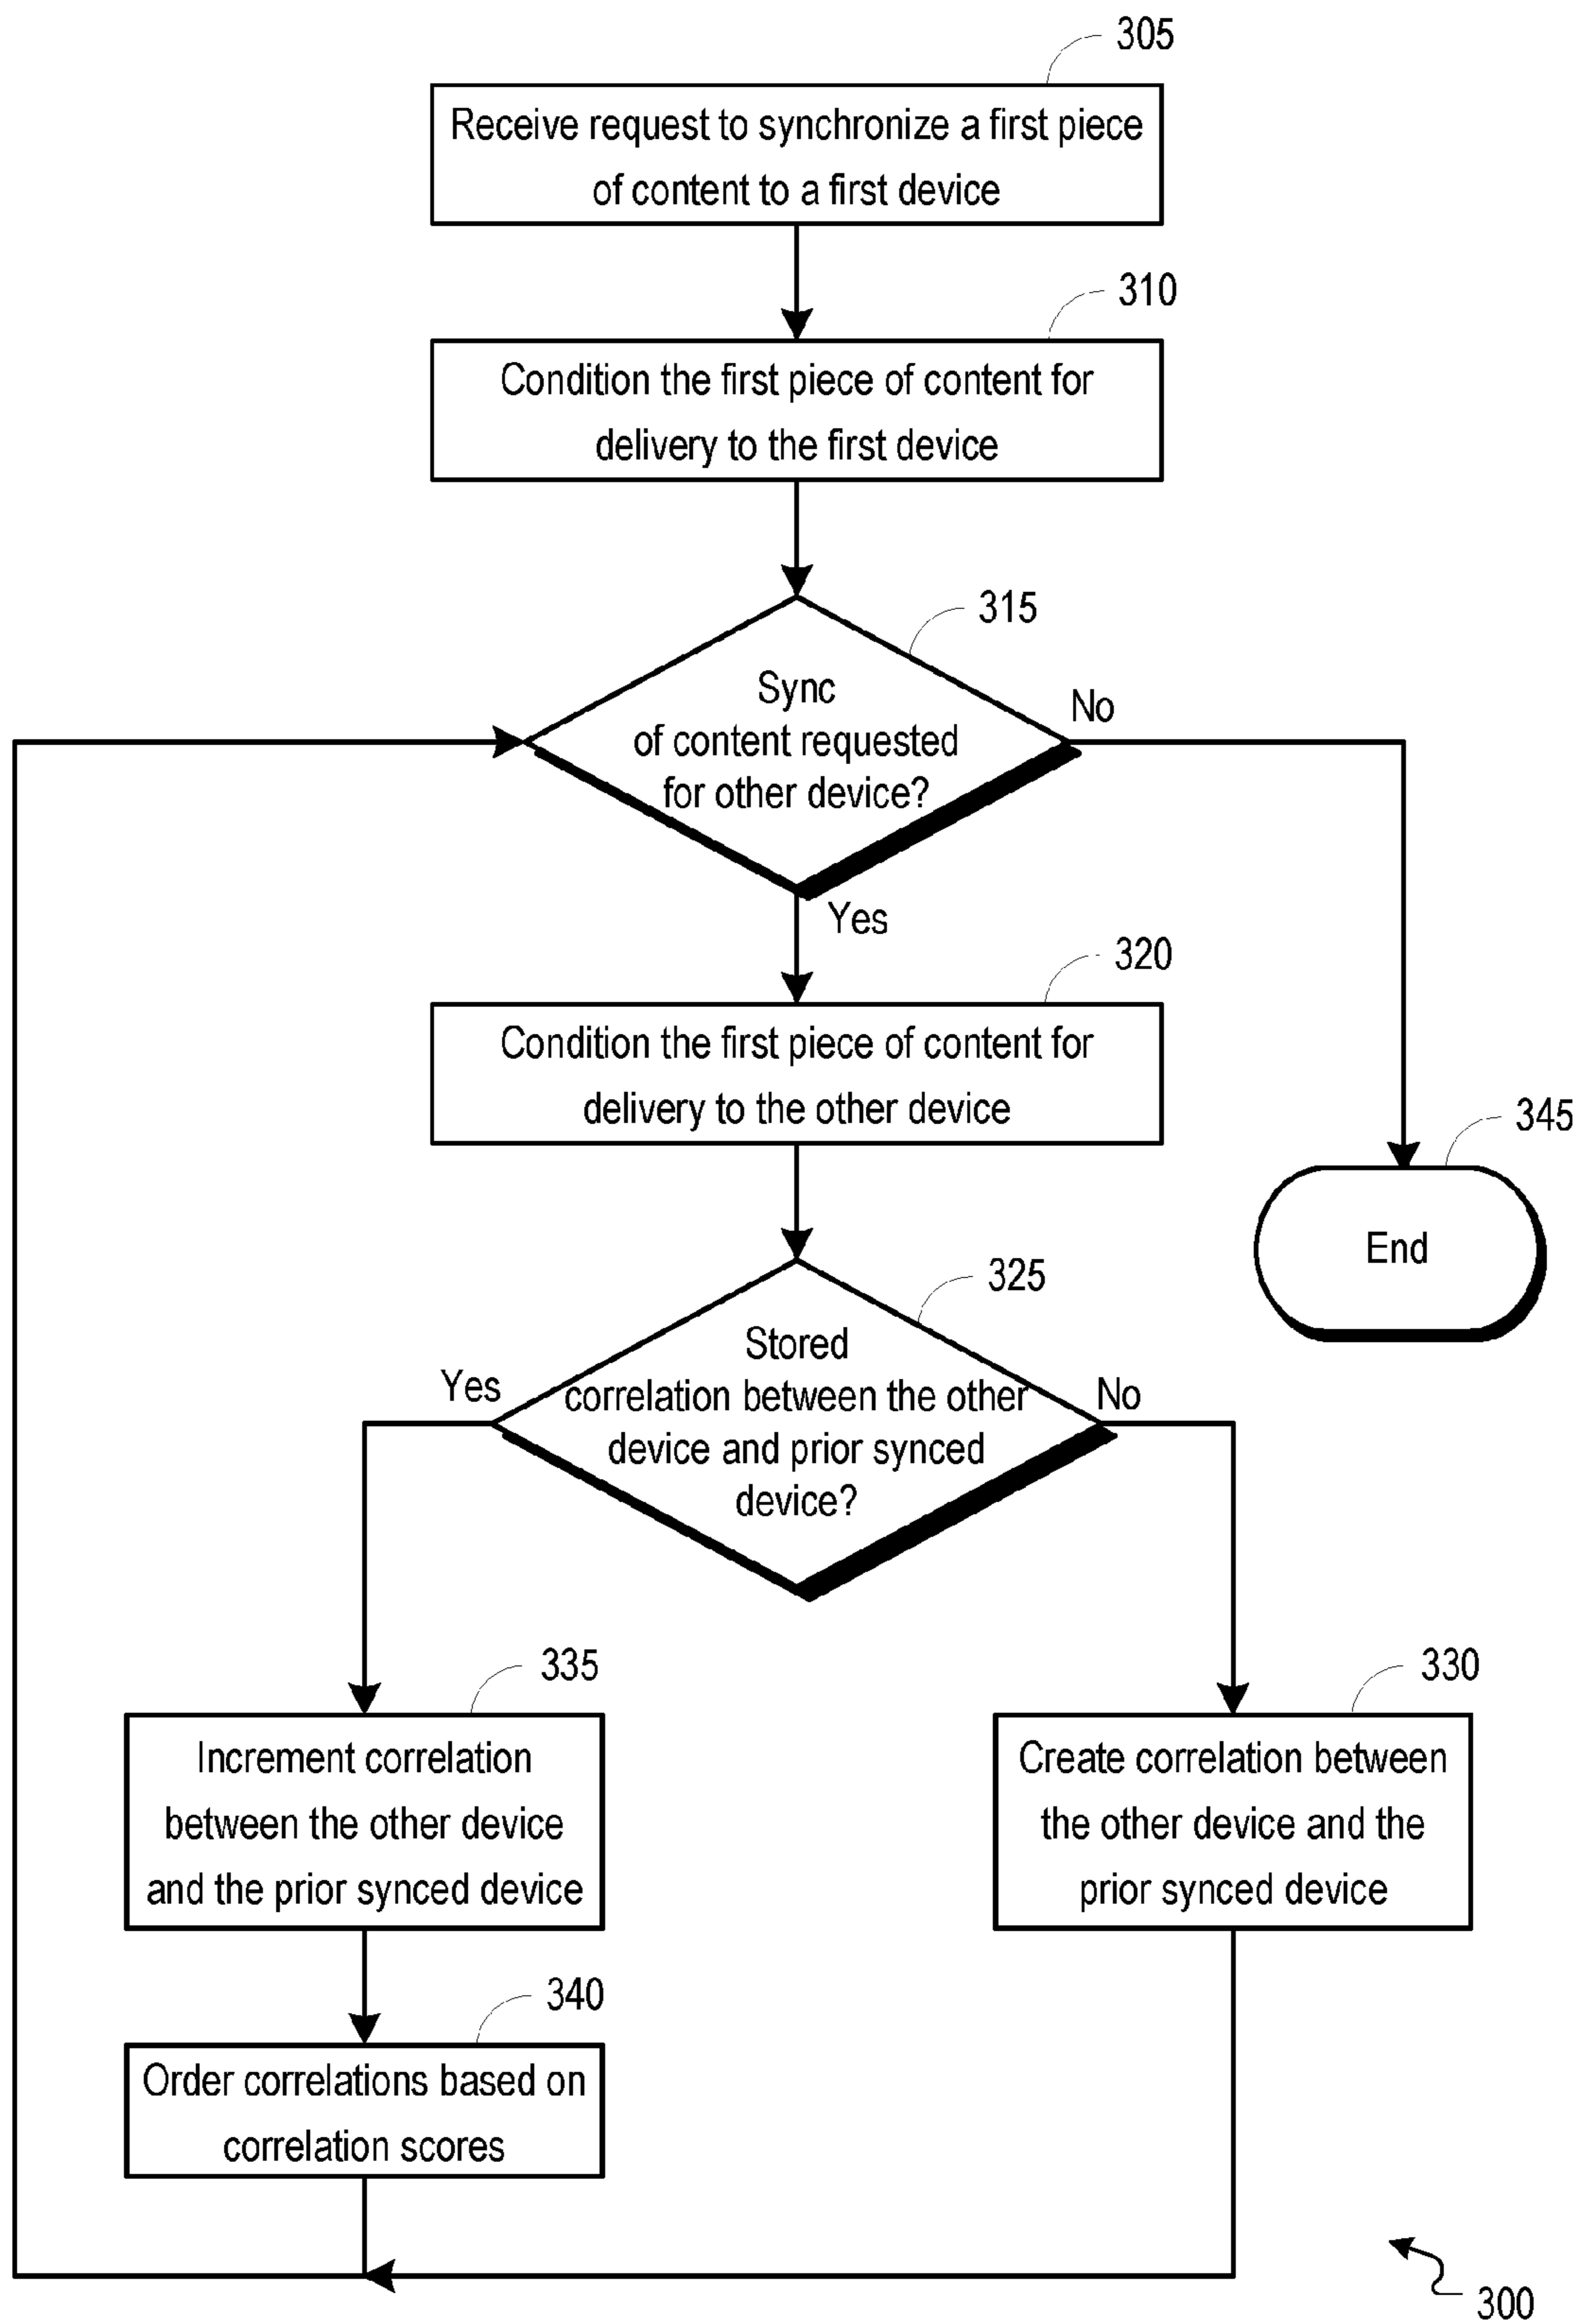 305
Receive request to synchronize a first piece
of content to a first device
310
Condition the first piece of content for
delivery to the first device
315
Sync
of content requested
for other device?
No
Yes
320
Condition the first piece of content for
delivery to the other device
345
End
325
Stored
correlation between the other
device and prior synced
device?
Yes
No
335
Increment correlation
between the other device
and the prior synced device
330
Create correlation between
the other device and the
prior synced device
340
Order correlations based on
correlation scores
300